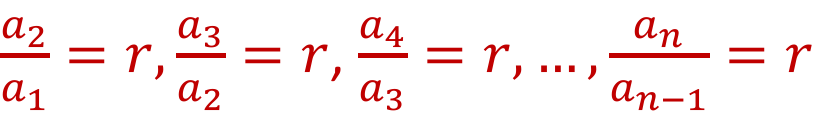 a₂/a₁ = r, a₃/a₂ = r, a₄/a₃ = r, … , aₙ/aₙ₋₁ = r